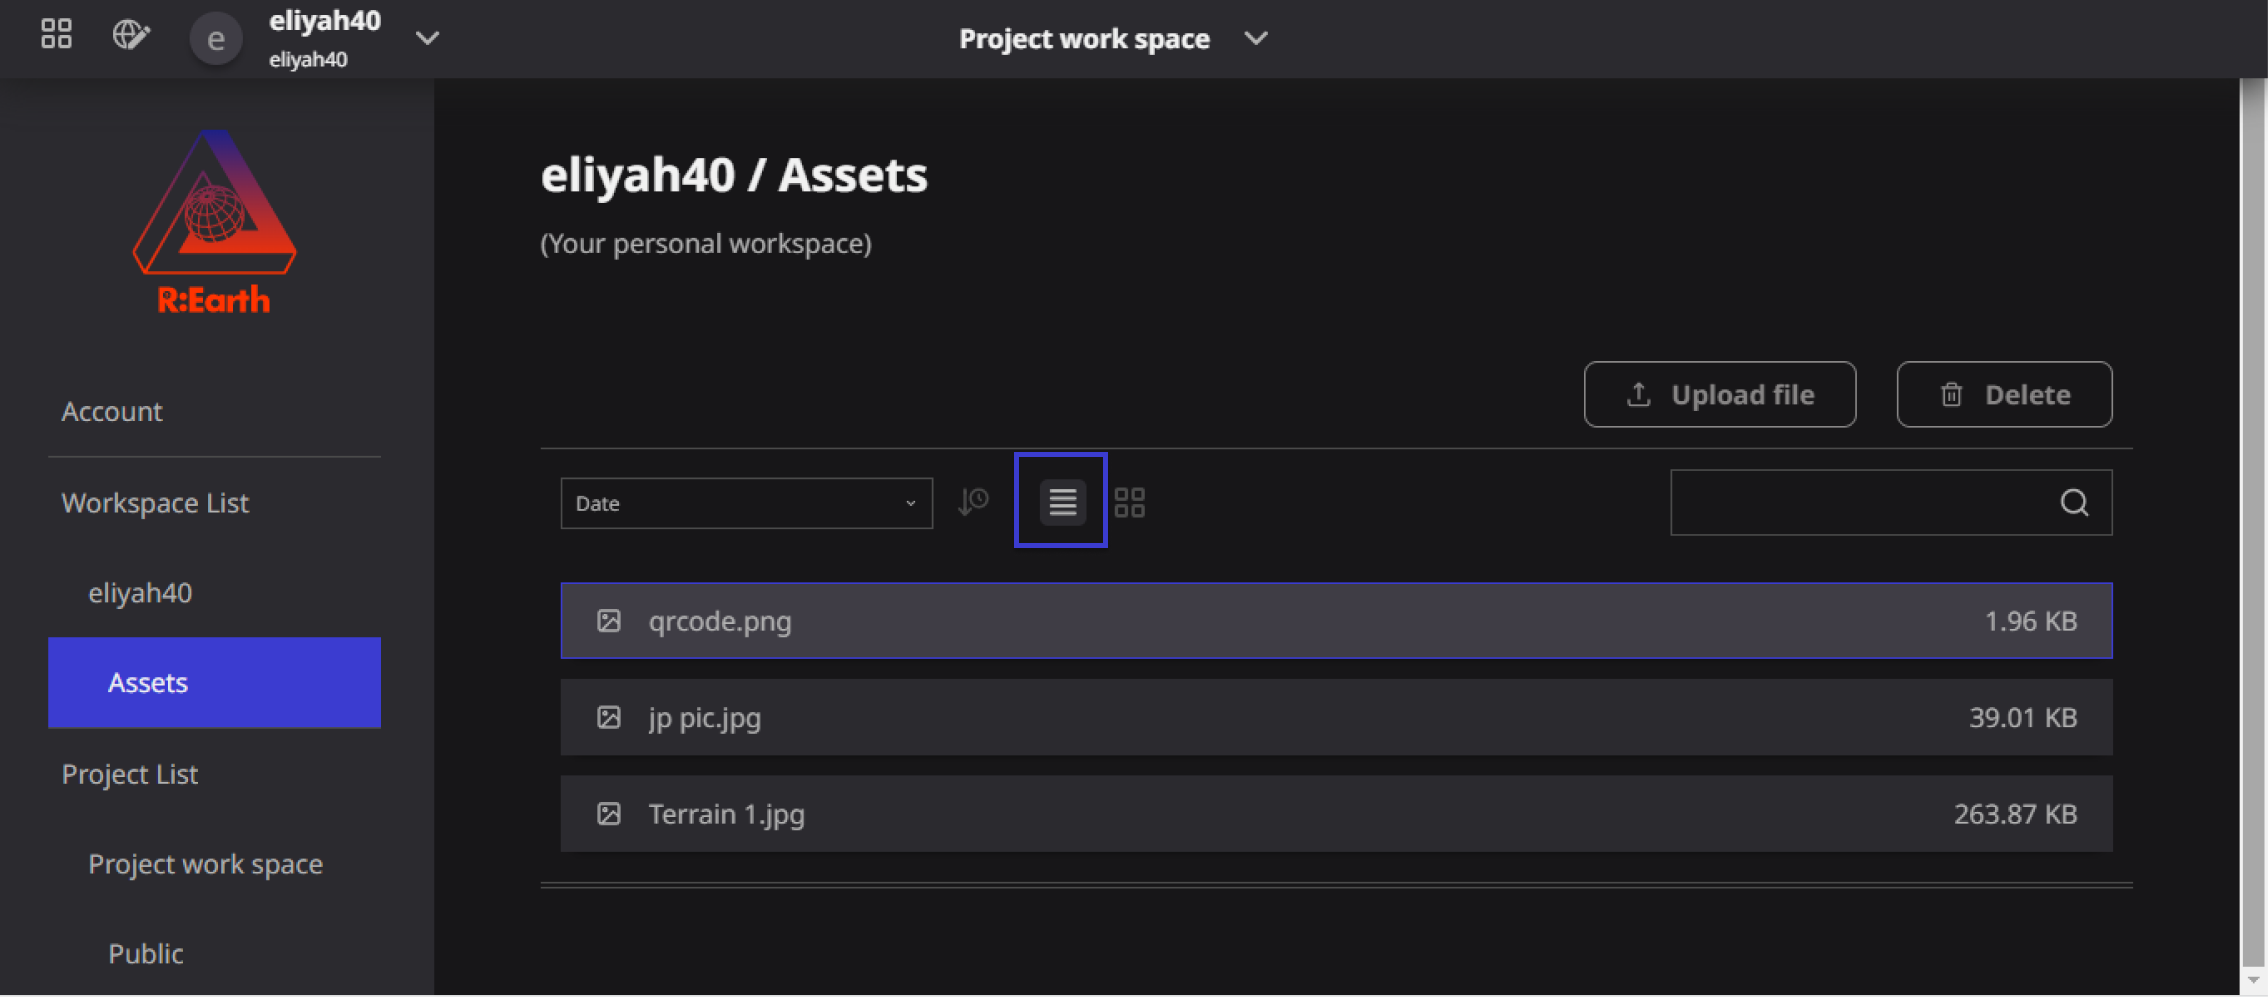 eliyah40
eliyah40
e
Project work space
R:Earth
Account
Workspace List
eliyah40
Assets
Project List
Project work space
Public
eliyah40 / Assets
(Your personal workspace)
Upload file
Delete
Date
qrcode.png 1.96 KB
jp pic.jpg 39.01 KB
Terrain 1.jpg 263.87 KB